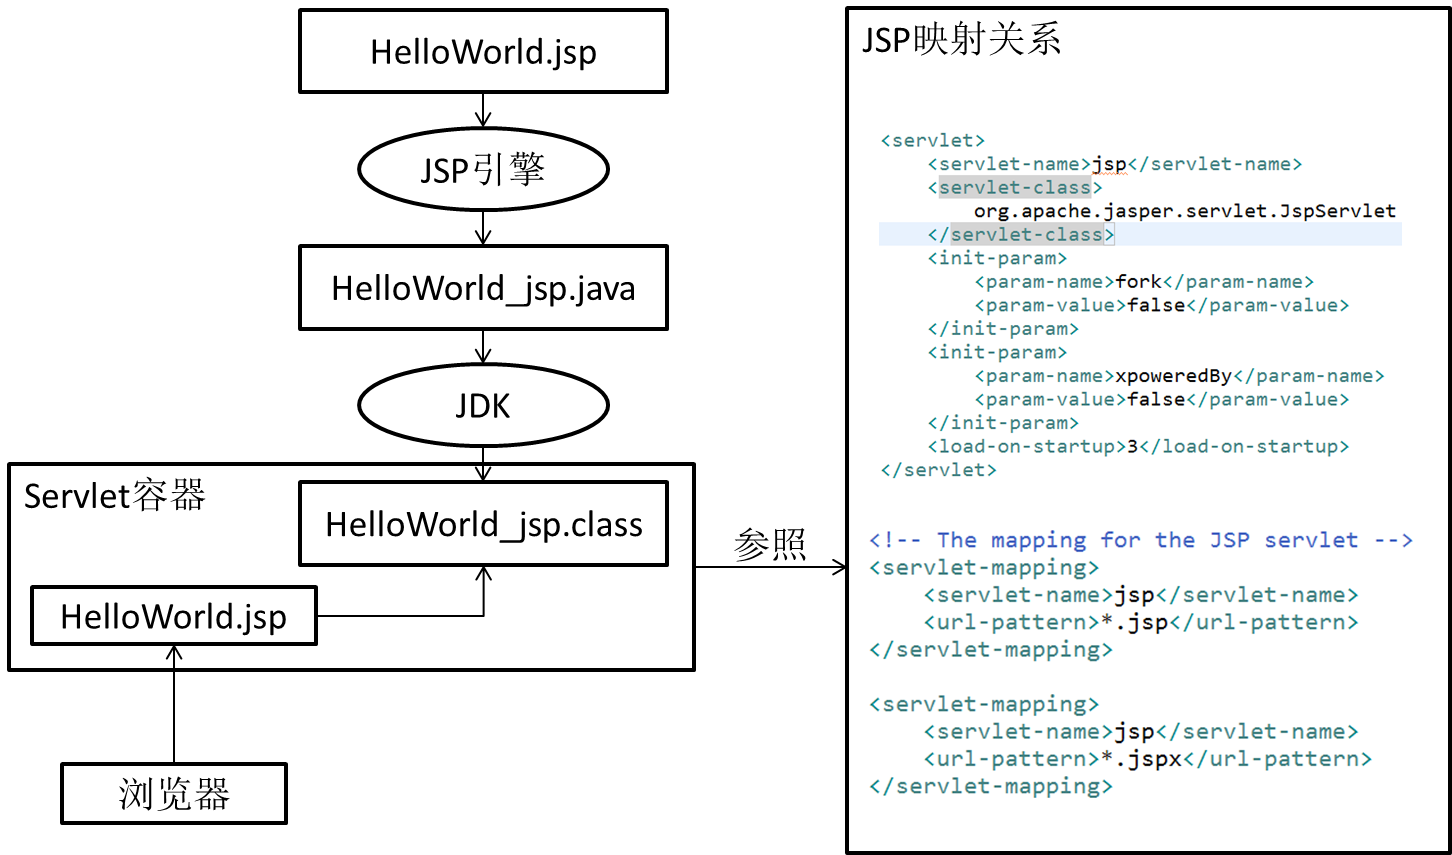 HelloWorld.jsp
JSP引擎
HelloWorld_jsp.java
JDK
Servlet容器
HelloWorld_jsp.class
HelloWorld.jsp
浏览器
参照
JSP映射关系
<servlet>
    <servlet-name>jsp</servlet-name>
    <servlet-class>
        org.apache.jasper.servlet.JspServlet
    </servlet-class>
    <init-param>
        <param-name>fork</param-name>
        <param-value>false</param-value>
    </init-param>
    <init-param>
        <param-name>xpoweredBy</param-name>
        <param-value>false</param-value>
    </init-param>
    <load-on-startup>3</load-on-startup>
</servlet>
<!-- The mapping for the JSP servlet -->
<servlet-mapping>
    <servlet-name>jsp</servlet-name>
    <url-pattern>*.jsp</url-pattern>
</servlet-mapping>
<servlet-mapping>
    <servlet-name>jsp</servlet-name>
    <url-pattern>*.jspx</url-pattern>
</servlet-mapping>